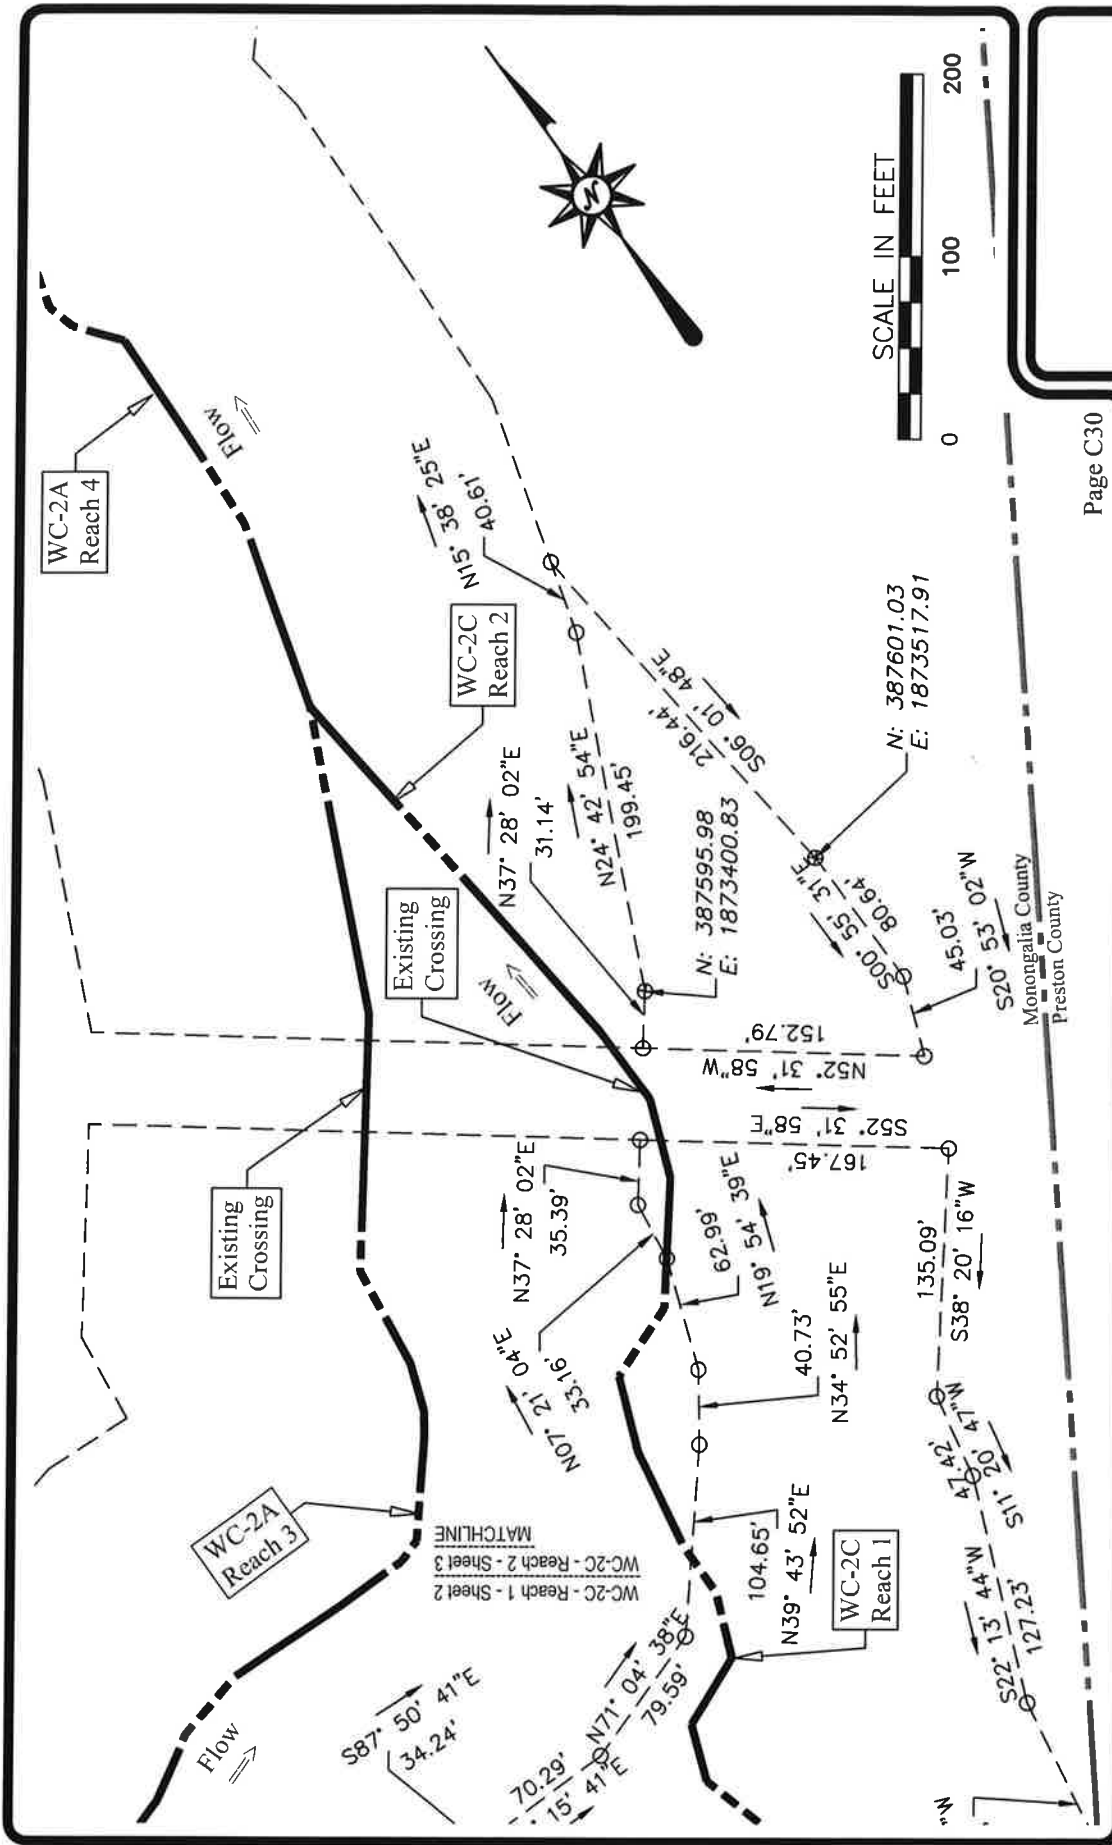 WC-2A
Reach 4
Flow
N
SCALE IN FEET
0
100
200
N15° 38' 25"E
40.61'
WC-2C
Reach 2
N37° 28' 02"E
31.14'
N24° 42' 54"E
199.45'
216.44'
S06° 01' 48"E
N: 387601.03
E: 1873517.91
N: 387595.98
E: 1873400.83
Existing
Crossing
Flow
S00° 55' 31"E
80.64'
45.03'
S20° 53' 02"W
Monongalia County
Preston County
152.79'
N52° 31' 58"W
S52° 31' 58"E
167.45'
Existing
Crossing
N37° 28' 02"E
35.39'
N07° 21' 04"E
33.16'
62.99'
N19° 54' 39"E
40.73'
N34° 52' 55"E
135.09'
S38° 20' 16"W
47.42'
S11° 20' 47"W
S22° 13' 44"W
127.23'
WC-2A
Reach 3
MATCHLINE
WC-2C - Reach 2 - Sheet 3
WC-2C - Reach 1 - Sheet 2
104.65'
N39° 43' 52"E
WC-2C
Reach 1
Flow
S87° 50' 41"E
34.24'
N71° 04' 38"E
79.59'
70.29'
° 15' 41"E
"W
Page C30